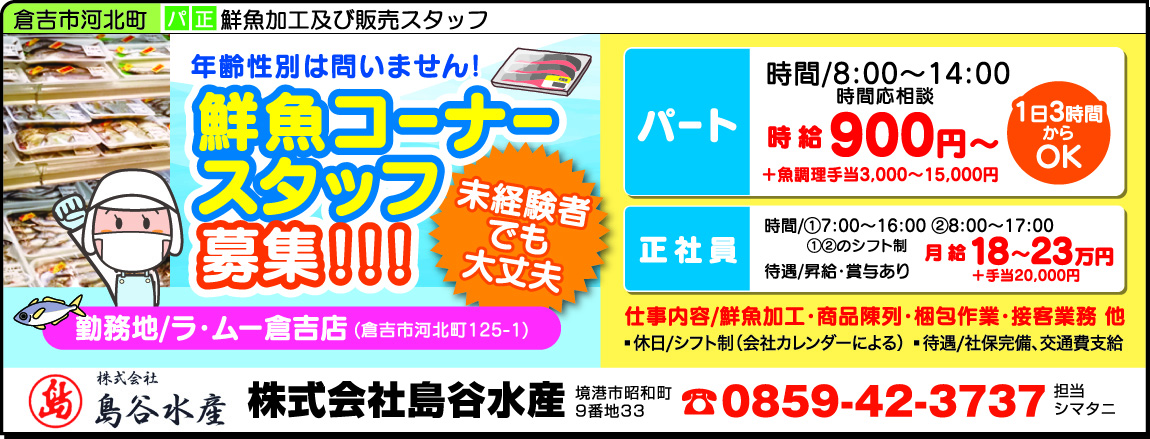 倉吉市河北町 パ 正 鮮魚加工及び販売スタッフ
年齢性別は問いません!
鮮魚コーナー
スタッフ
募集!!!
未経験者
でも
大丈夫
勤務地/ラ・ムー倉吉店(倉吉市河北町125-1)
パート
時間/8:00〜14:00
時間応相談
時給900円〜
+魚調理手当3,000〜15,000円
1日3時間
から
OK
正社員
時間/①7:00〜16:00 ②8:00〜17:00
①②のシフト制
待遇/昇給・賞与あり
月給18〜23万円
+手当20,000円
仕事内容/鮮魚加工・商品陳列・梱包作業・接客業務 他
▪休日/シフト制(会社カレンダーによる) ▪待遇/社保完備、交通費支給
島
株式会社
島谷水産
株式会社島谷水産
境港市昭和町
9番地33
☎0859-42-3737
担当
シマタニ